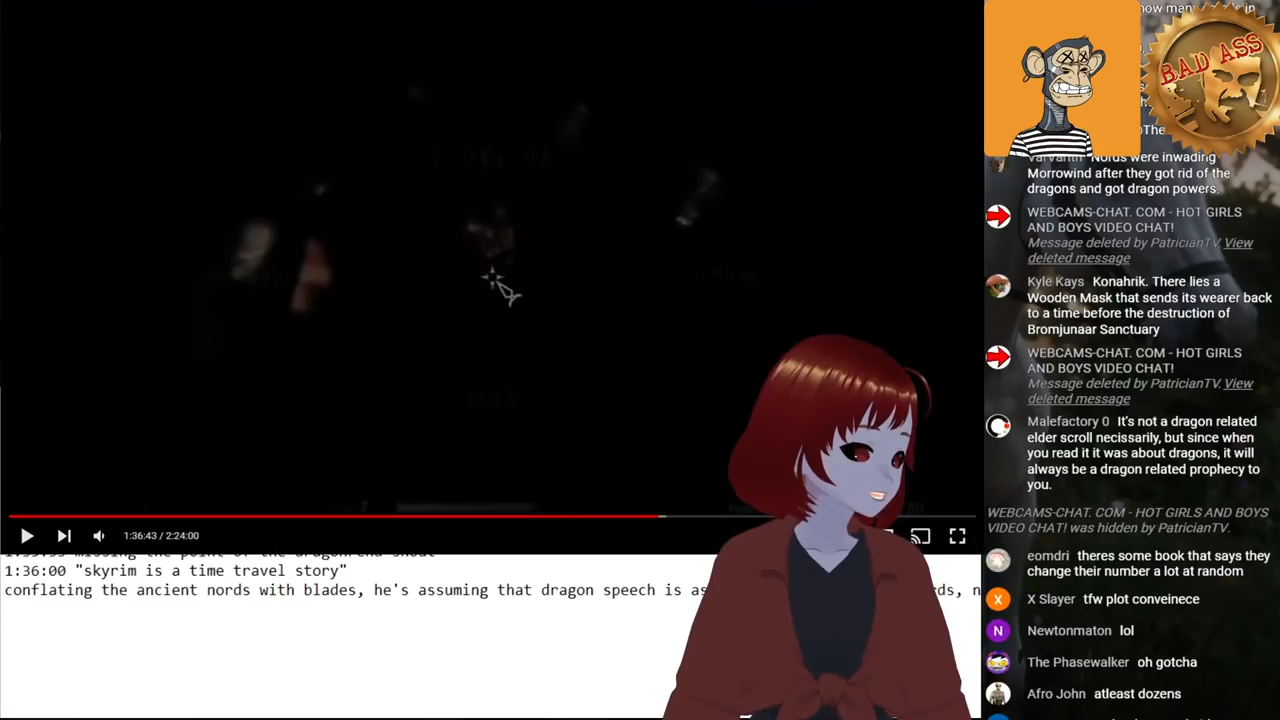 BAD ASS
Nords were invading
Morrowind after they got rid of the
dragons and got dragon powers.
WEBCAMS-CHAT. COM - HOT GIRLS
AND BOYS VIDEO CHAT!
Message deleted by PatricianTV. View
deleted message
Kyle Kays Konahrik. There lies a
Wooden Mask that sends its wearer back
to a time before the destruction of
Bromjunaar Sanctuary
WEBCAMS-CHAT. COM - HOT GIRLS
AND BOYS VIDEO CHAT!
Message deleted by PatricianTV. View
deleted message
Malefactory 0 It's not a dragon related
elder scroll necissarily, but since when
you read it it was about dragons, it will
always be a dragon related prophecy to
you.
WEBCAMS-CHAT. COM - HOT GIRLS AND BOYS
VIDEO CHAT! was hidden by PatricianTV.
eomdri theres some book that says they
change their number a lot at random
X Slayer tfw plot conveinece
N Newtonmaton lol
The Phasewalker oh gotcha
Afro John atleast dozens
1:36:43 / 2:24:00
missing the point of the dragonrend shout
1:36:00 "skyrim is a time travel story"
conflating the ancient nords with blades, he's assuming that dragon speech is